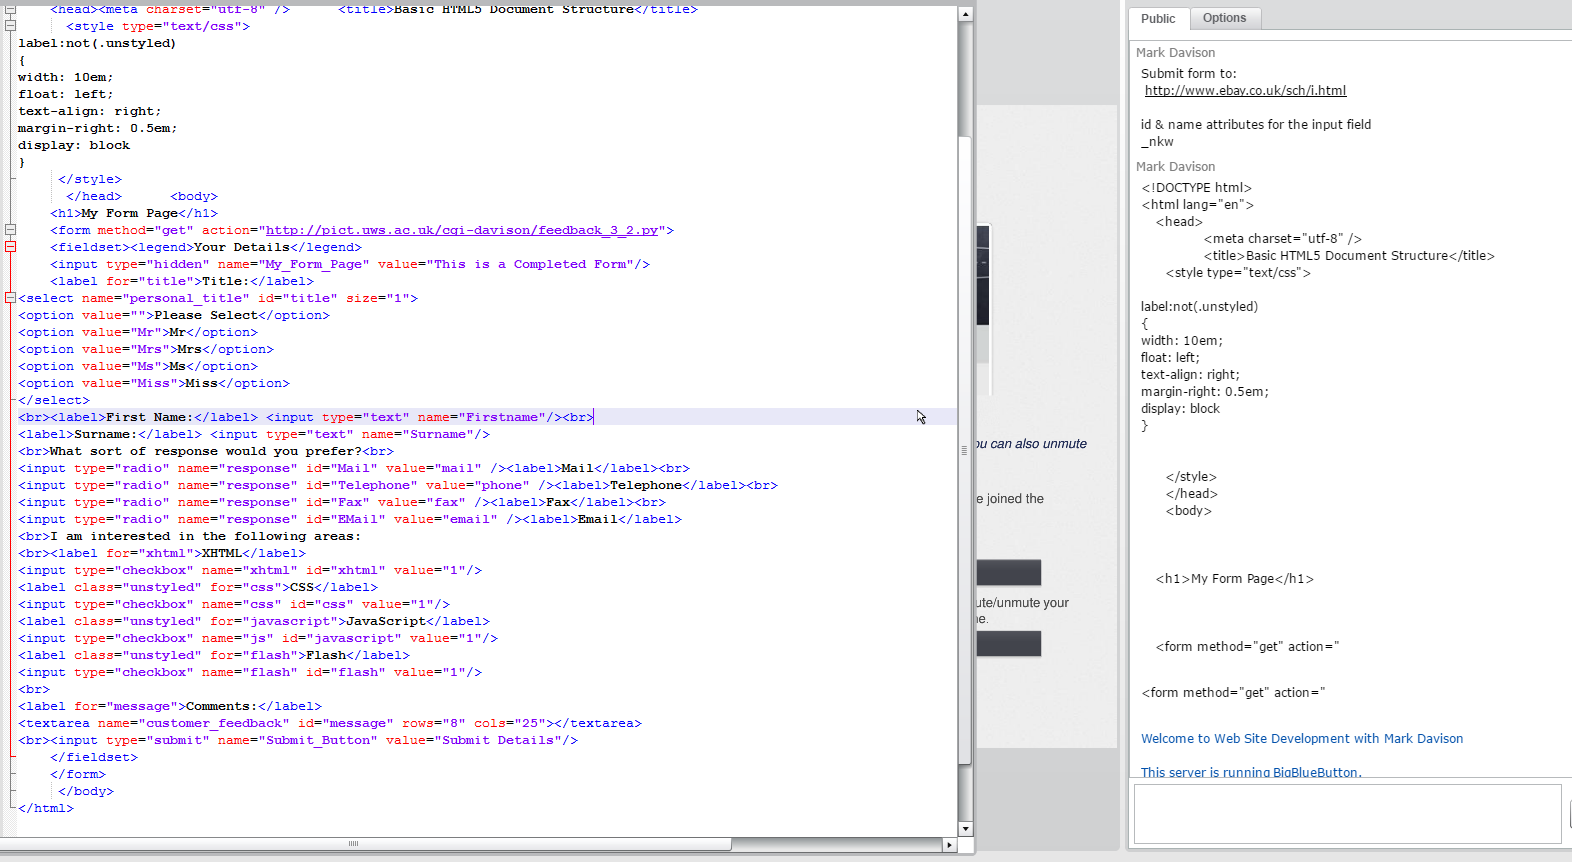 <head><meta charset="utf-8" />      <title>Basic HTML5 Document Structure</title>
<style type="text/css">
label:not(.unstyled)
{
width: 10em;
float: left;
text-align: right;
margin-right: 0.5em;
display: block
}
</style>
</head>      <body>
<h1>My Form Page</h1>
<form method="get" action="http://pict.uws.ac.uk/cgi-davison/feedback_3_2.py">
<fieldset><legend>Your Details</legend>
<input type="hidden" name="My_Form_Page" value="This is a Completed Form"/>
<label for="title">Title:</label>
<select name="personal_title" id="title" size="1">
<option value="">Please Select</option>
<option value="Mr">Mr</option>
<option value="Mrs">Mrs</option>
<option value="Ms">Ms</option>
<option value="Miss">Miss</option>
</select>
<br><label>First Name:</label> <input type="text" name="Firstname"/><br>
<label>Surname:</label> <input type="text" name="Surname"/>
<br>What sort of response would you prefer?<br>
<input type="radio" name="response" id="Mail" value="mail" /><label>Mail</label><br>
<input type="radio" name="response" id="Telephone" value="phone" /><label>Telephone</label><br>
<input type="radio" name="response" id="Fax" value="fax" /><label>Fax</label><br>
<input type="radio" name="response" id="EMail" value="email" /><label>Email</label>
<br>I am interested in the following areas:
<br><label for="xhtml">XHTML</label>
<input type="checkbox" name="xhtml" id="xhtml" value="1"/>
<label class="unstyled" for="css">CSS</label>
<input type="checkbox" name="css" id="css" value="1"/>
<label class="unstyled" for="javascript">JavaScript</label>
<input type="checkbox" name="js" id="javascript" value="1"/>
<label class="unstyled" for="flash">Flash</label>
<input type="checkbox" name="flash" id="flash" value="1"/>
<br>
<label for="message">Comments:</label>
<textarea name="customer_feedback" id="message" rows="8" cols="25"></textarea>
<br><input type="submit" name="Submit_Button" value="Submit Details"/>
</fieldset>
</form>
</body>
</html>
ou can also unmute
e joined the
ute/unmute your
ne.
Public Options
Mark Davison
Submit form to:
http://www.ebay.co.uk/sch/i.html
id & name attributes for the input field
_nkw
Mark Davison
<!DOCTYPE html>
<html lang="en">
<head>
<meta charset="utf-8" />
<title>Basic HTML5 Document Structure</title>
<style type="text/css">
label:not(.unstyled)
{
width: 10em;
float: left;
text-align: right;
margin-right: 0.5em;
display: block
}
</style>
</head>
<body>
<h1>My Form Page</h1>
<form method="get" action="
<form method="get" action="
Welcome to Web Site Development with Mark Davison
This server is running BigBlueButton.